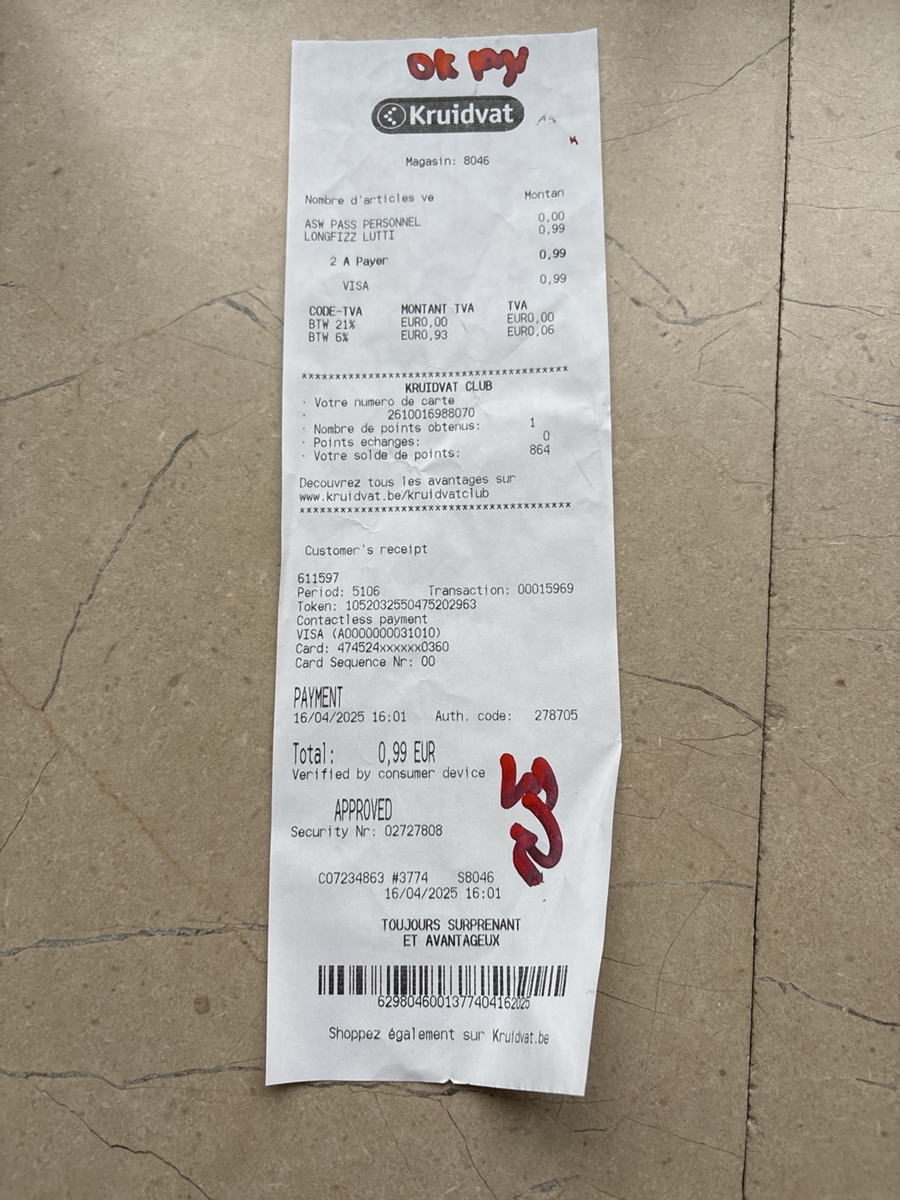 ok py
Kruidvat
Magasin: 8046
Nombre d'articles ve Montan
ASW PASS PERSONNEL 0,00
LONGFIZZ LUTTI 0,99
2 A Payer 0,99
VISA 0,99
CODE-TVA MONTANT TVA TVA
BTW 21% EUR0,00 EUR0,00
BTW 6% EUR0,93 EUR0,06
****************************************
KRUIDVAT CLUB
· Votre numero de carte
· 2610016988070
· Nombre de points obtenus: 1
· Points echanges: 0
· Votre solde de points: 864
Decouvrez tous les avantages sur
www.kruidvat.be/kruidvatclub
****************************************
Customer's receipt
611597
Period: 5106 Transaction: 00015969
Token: 1052032550475202963
Contactless payment
VISA (A0000000031010)
Card: 474524xxxxxx0360
Card Sequence Nr: 00
PAYMENT
16/04/2025 16:01 Auth. code: 278705
Total: 0,99 EUR
Verified by consumer device
APPROVED
Security Nr: 02727808
C07234863 #3774 S8046
16/04/2025 16:01
TOUJOURS SURPRENANT
ET AVANTAGEUX
6298046001377404162025
Shoppez également sur Kruidvat.be